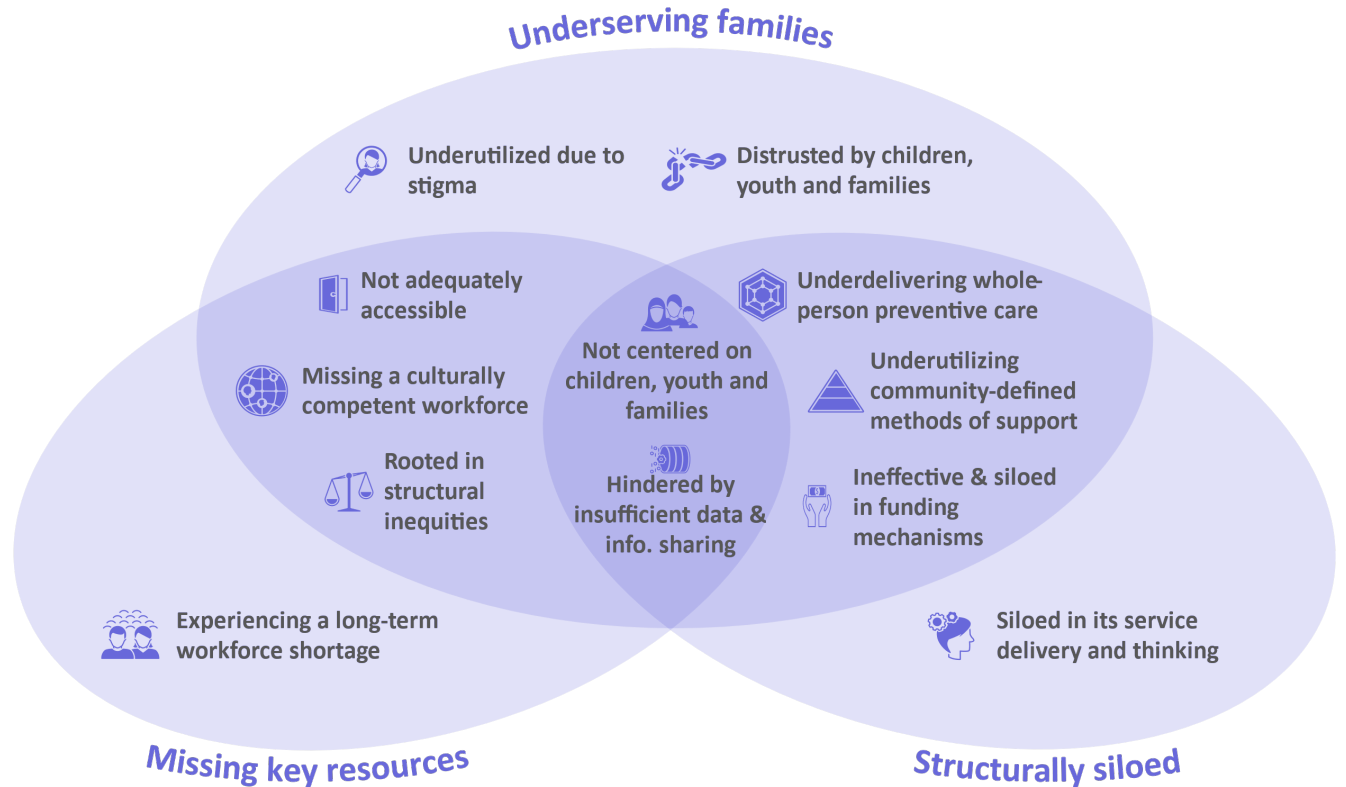 Underserving families
Underutilized due to
stigma
Distrusted by children,
youth and families
Not adequately
accessible
Underdelivering whole-
person preventive care
Not centered on
children, youth and
families
Missing a culturally
competent workforce
Underutilizing
community-defined
methods of support
Rooted in
structural
inequities
Hindered by
insufficient data &
info. sharing
Ineffective & siloed
in funding
mechanisms
Experiencing a long-term
workforce shortage
Siloed in its service
delivery and thinking
Missing key resources
Structurally siloed